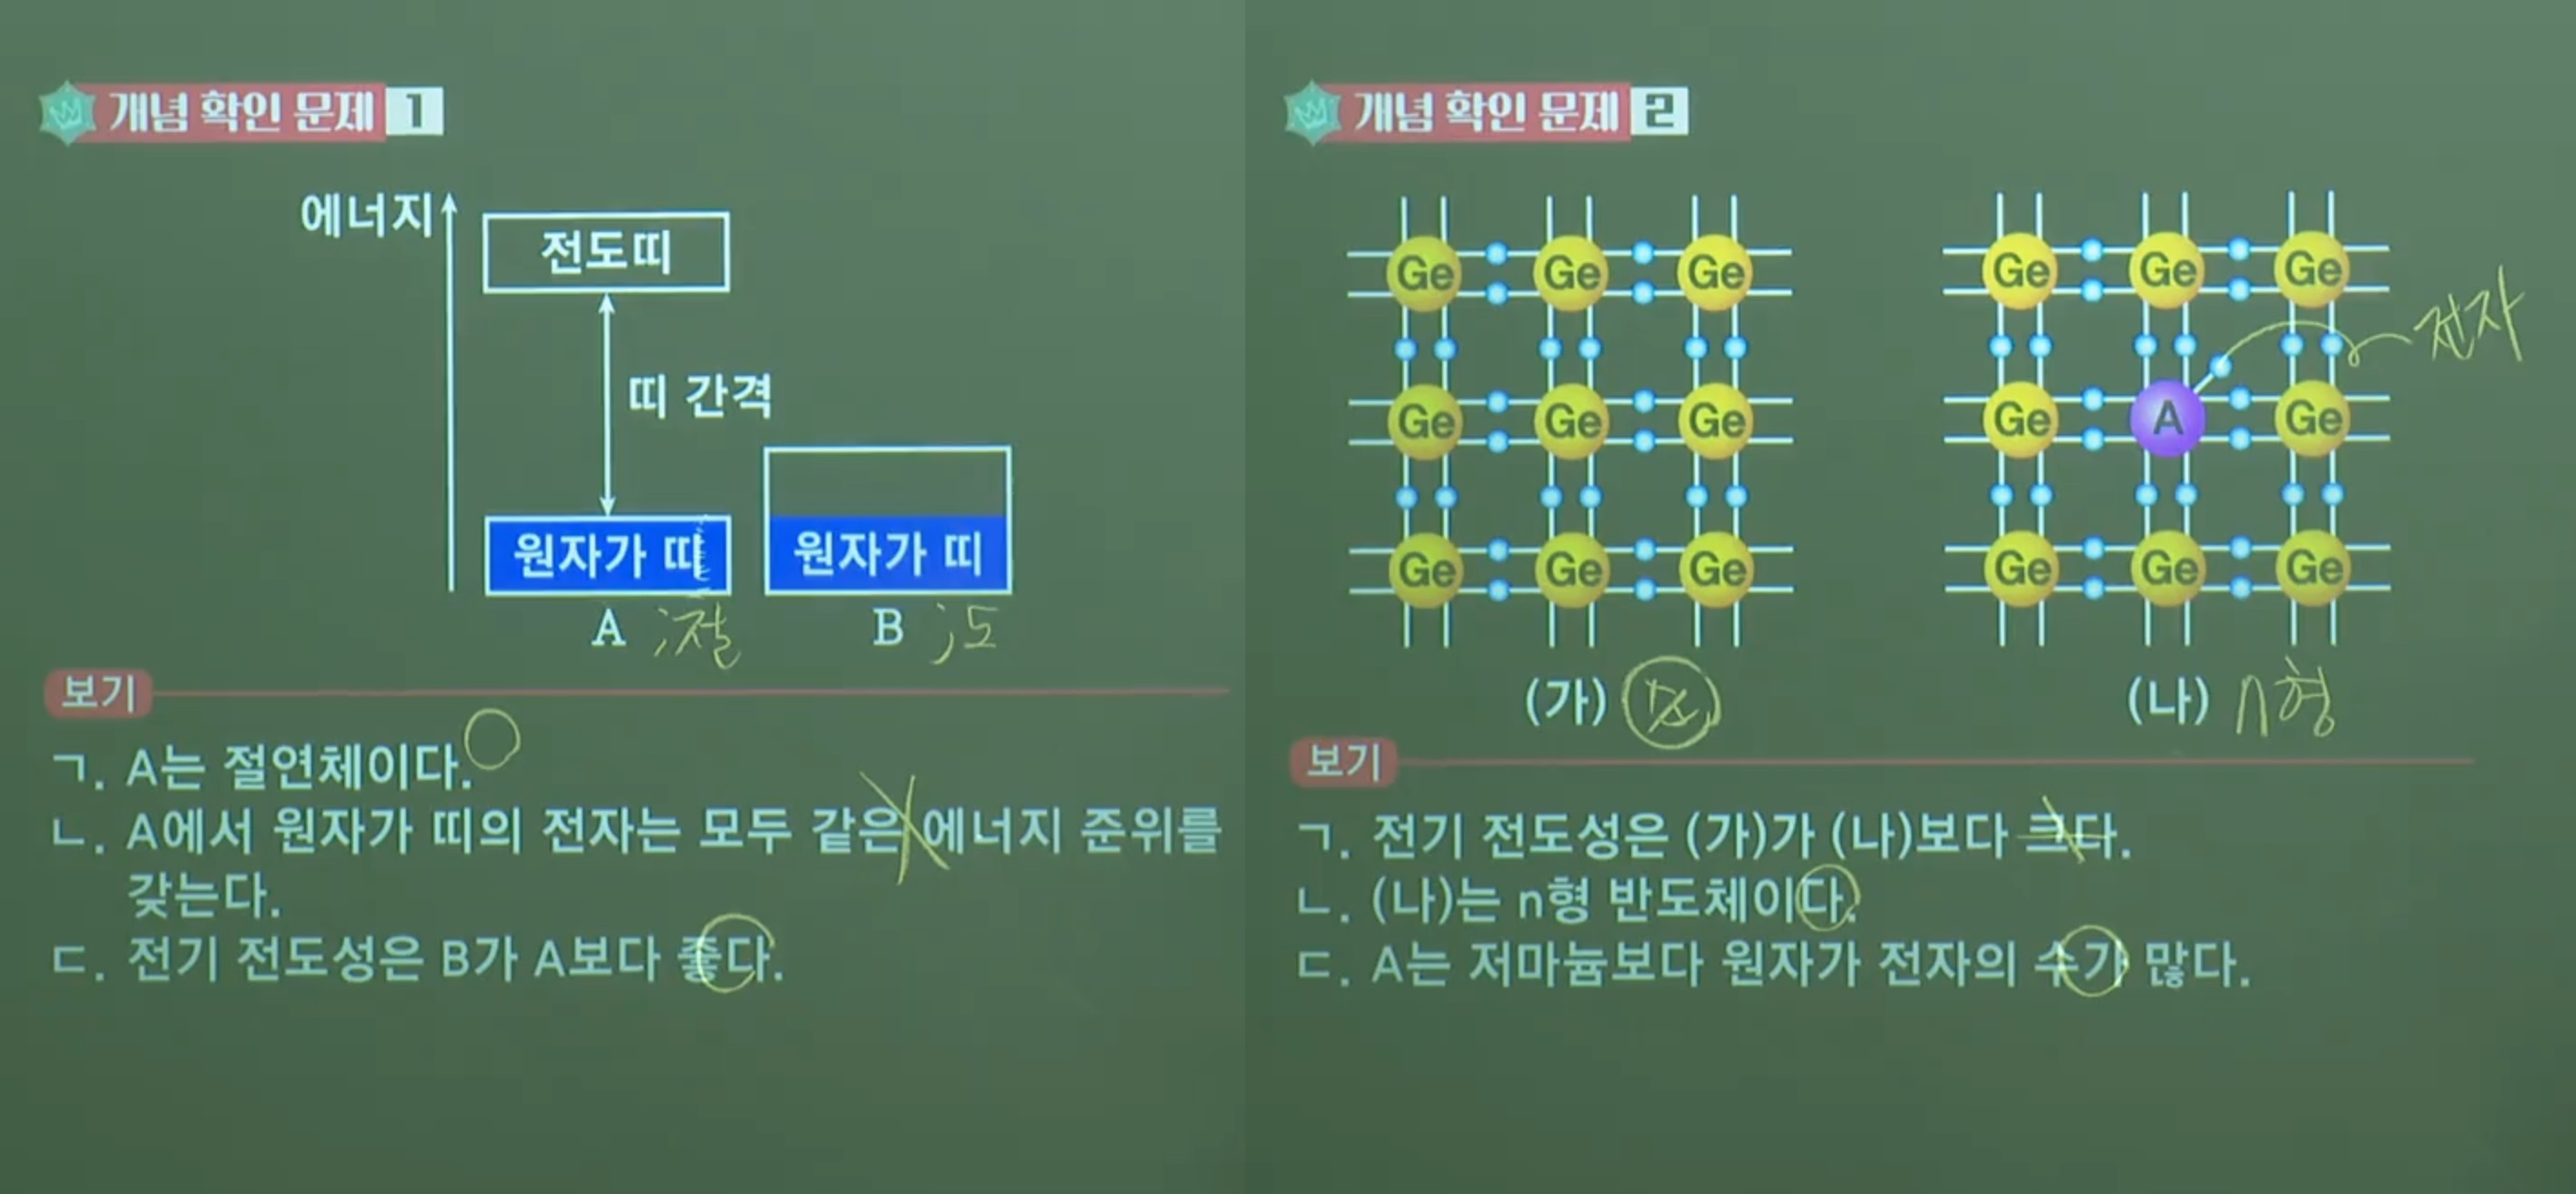 개념 확인 문제 1
에너지
전도띠
띠 간격
원자가 띠
원자가 띠
A ;절
B ;도
보기
ㄱ. A는 절연체이다.
ㄴ. A에서 원자가 띠의 전자는 모두 같은 에너지 준위를
갖는다.
ㄷ. 전기 전도성은 B가 A보다 좋다.
개념 확인 문제 2
Ge Ge Ge
Ge Ge Ge
Ge Ge Ge
(가)
Ge Ge Ge
전자
Ge A Ge
Ge Ge Ge
(나) n형
보기
ㄱ. 전기 전도성은 (가)가 (나)보다 크다.
ㄴ. (나)는 n형 반도체이다.
ㄷ. A는 저마늄보다 원자가 전자의 수가 많다.